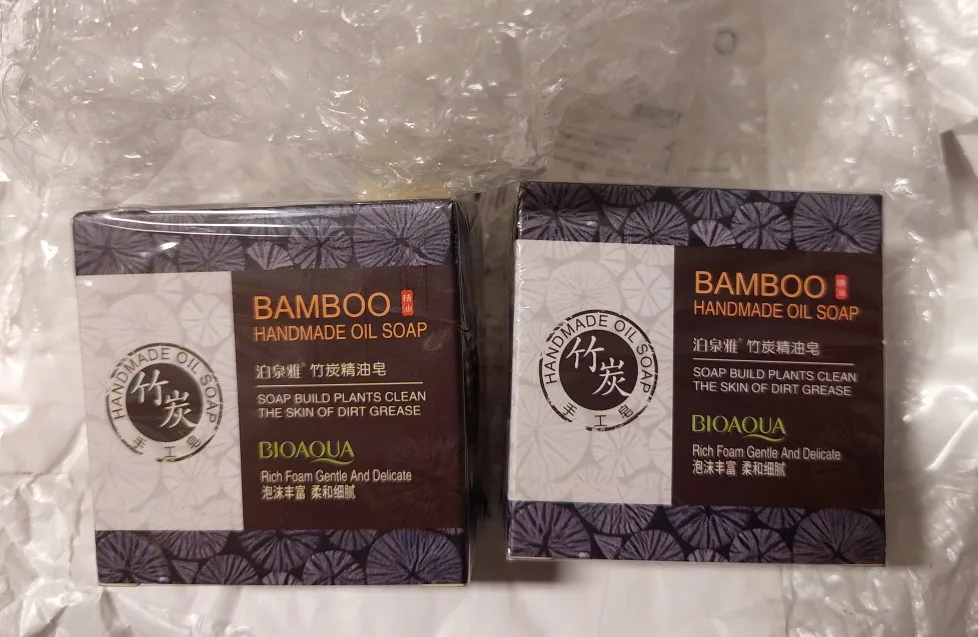 BAMBOO 精油
HANDMADE OIL SOAP
泊泉雅® 竹炭精油皂
SOAP BUILD PLANTS CLEAN
THE SKIN OF DIRT GREASE
BIOAQUA
Rich Foam Gentle And Delicate
泡沫丰富 柔和细腻
HANDMADE OIL SOAP
竹炭
手工皂
BAMBOO 精油
HANDMADE OIL SOAP
泊泉雅® 竹炭精油皂
SOAP BUILD PLANTS CLEAN
THE SKIN OF DIRT GREASE
BIOAQUA
Rich Foam Gentle And Delicate
泡沫丰富 柔和细腻
HANDMADE OIL SOAP
竹炭
手工皂